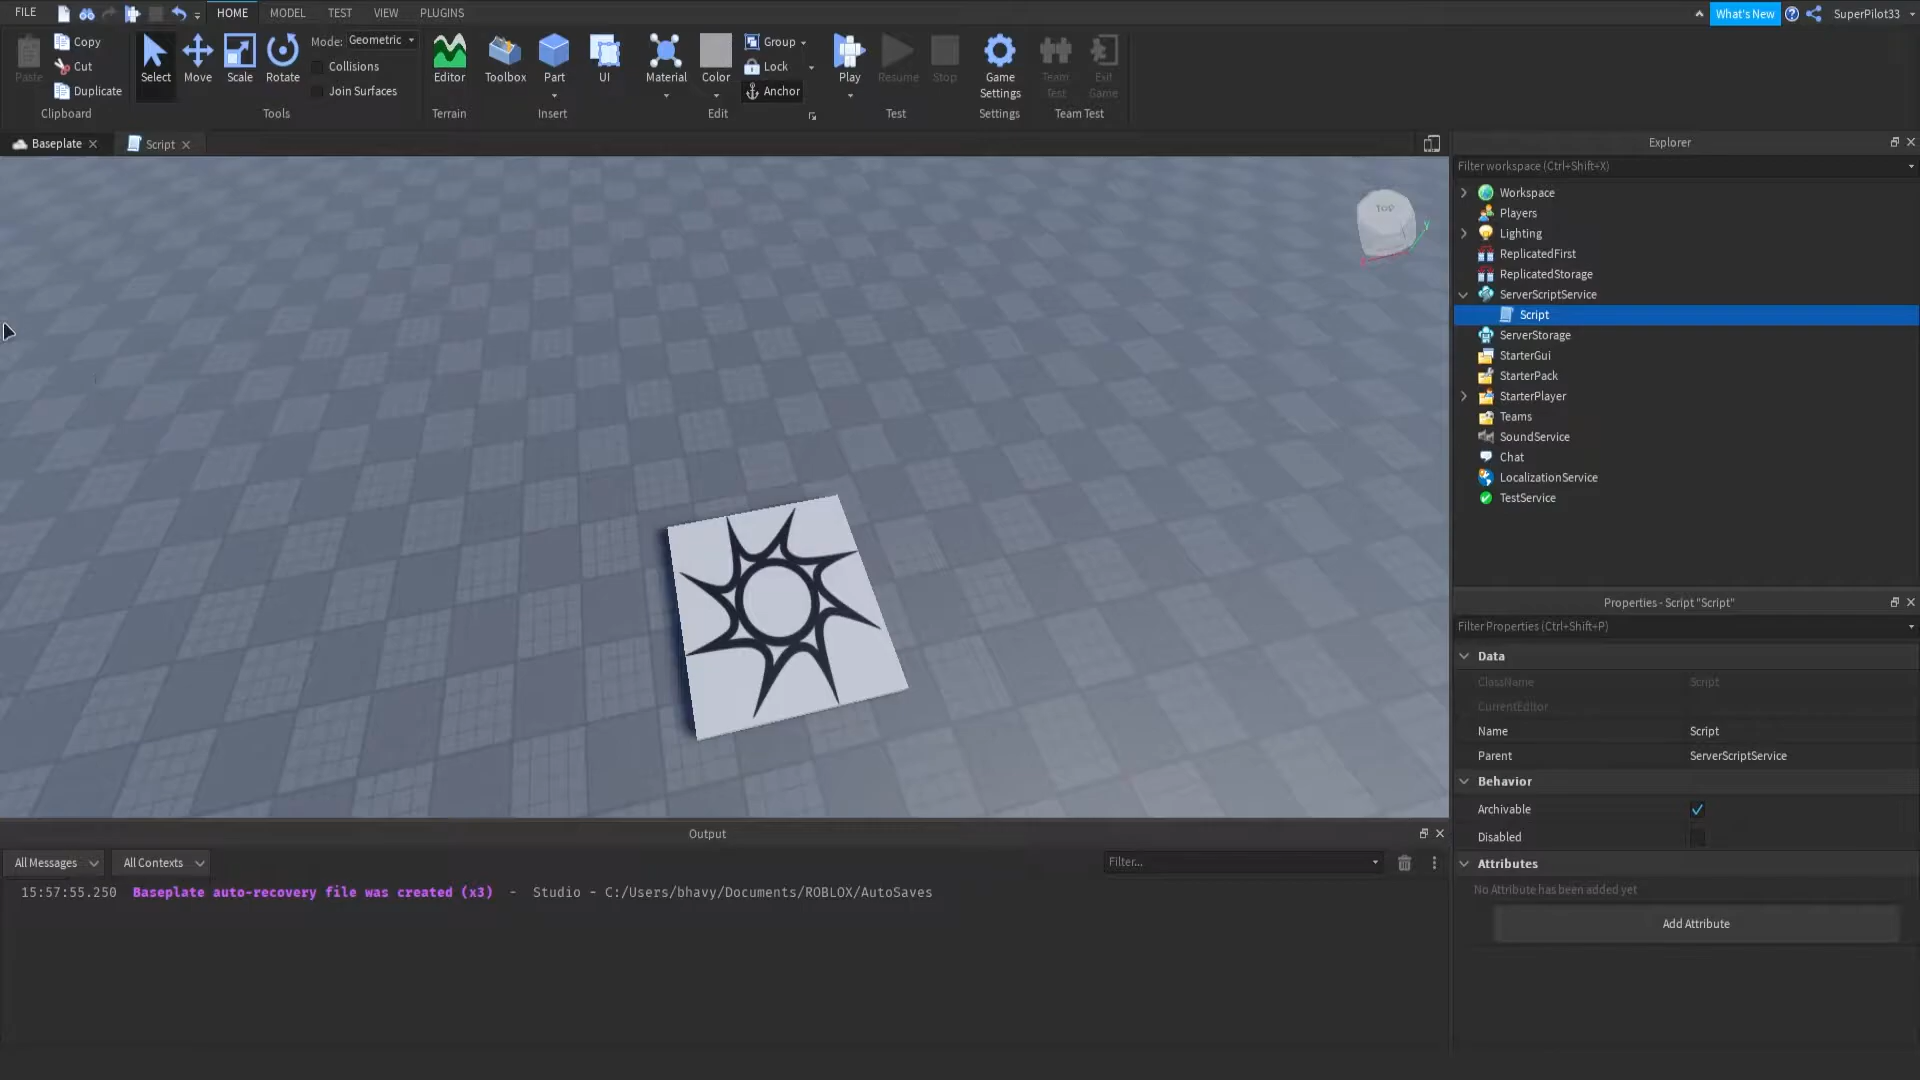 FILE HOME MODEL TEST VIEW PLUGINS What's New SuperPilot33
Paste Copy Cut Duplicate Clipboard
Select Move Scale Rotate Mode: Geometric Collisions Join Surfaces Tools
Editor Terrain
Toolbox Part UI Insert
Material Color Group Lock Anchor Edit
Play Resume Stop Test
Game Settings Settings
Team Test Exit Game Team Test
Baseplate Script
TOP
Y
Explorer
Filter workspace (Ctrl+Shift+X)
Workspace
Players
Lighting
ReplicatedFirst
ReplicatedStorage
ServerScriptService
Script
ServerStorage
StarterGui
StarterPack
StarterPlayer
Teams
SoundService
Chat
LocalizationService
TestService
Properties - Script "Script"
Filter Properties (Ctrl+Shift+P)
Data
ClassName Script
CurrentEditor
Name Script
Parent ServerScriptService
Behavior
Archivable
Disabled
Attributes
No Attribute has been added yet
Add Attribute
Output
All Messages All Contexts Filter...
15:57:55.250 Baseplate auto-recovery file was created (x3) - Studio - C:/Users/bhavy/Documents/ROBLOX/AutoSaves